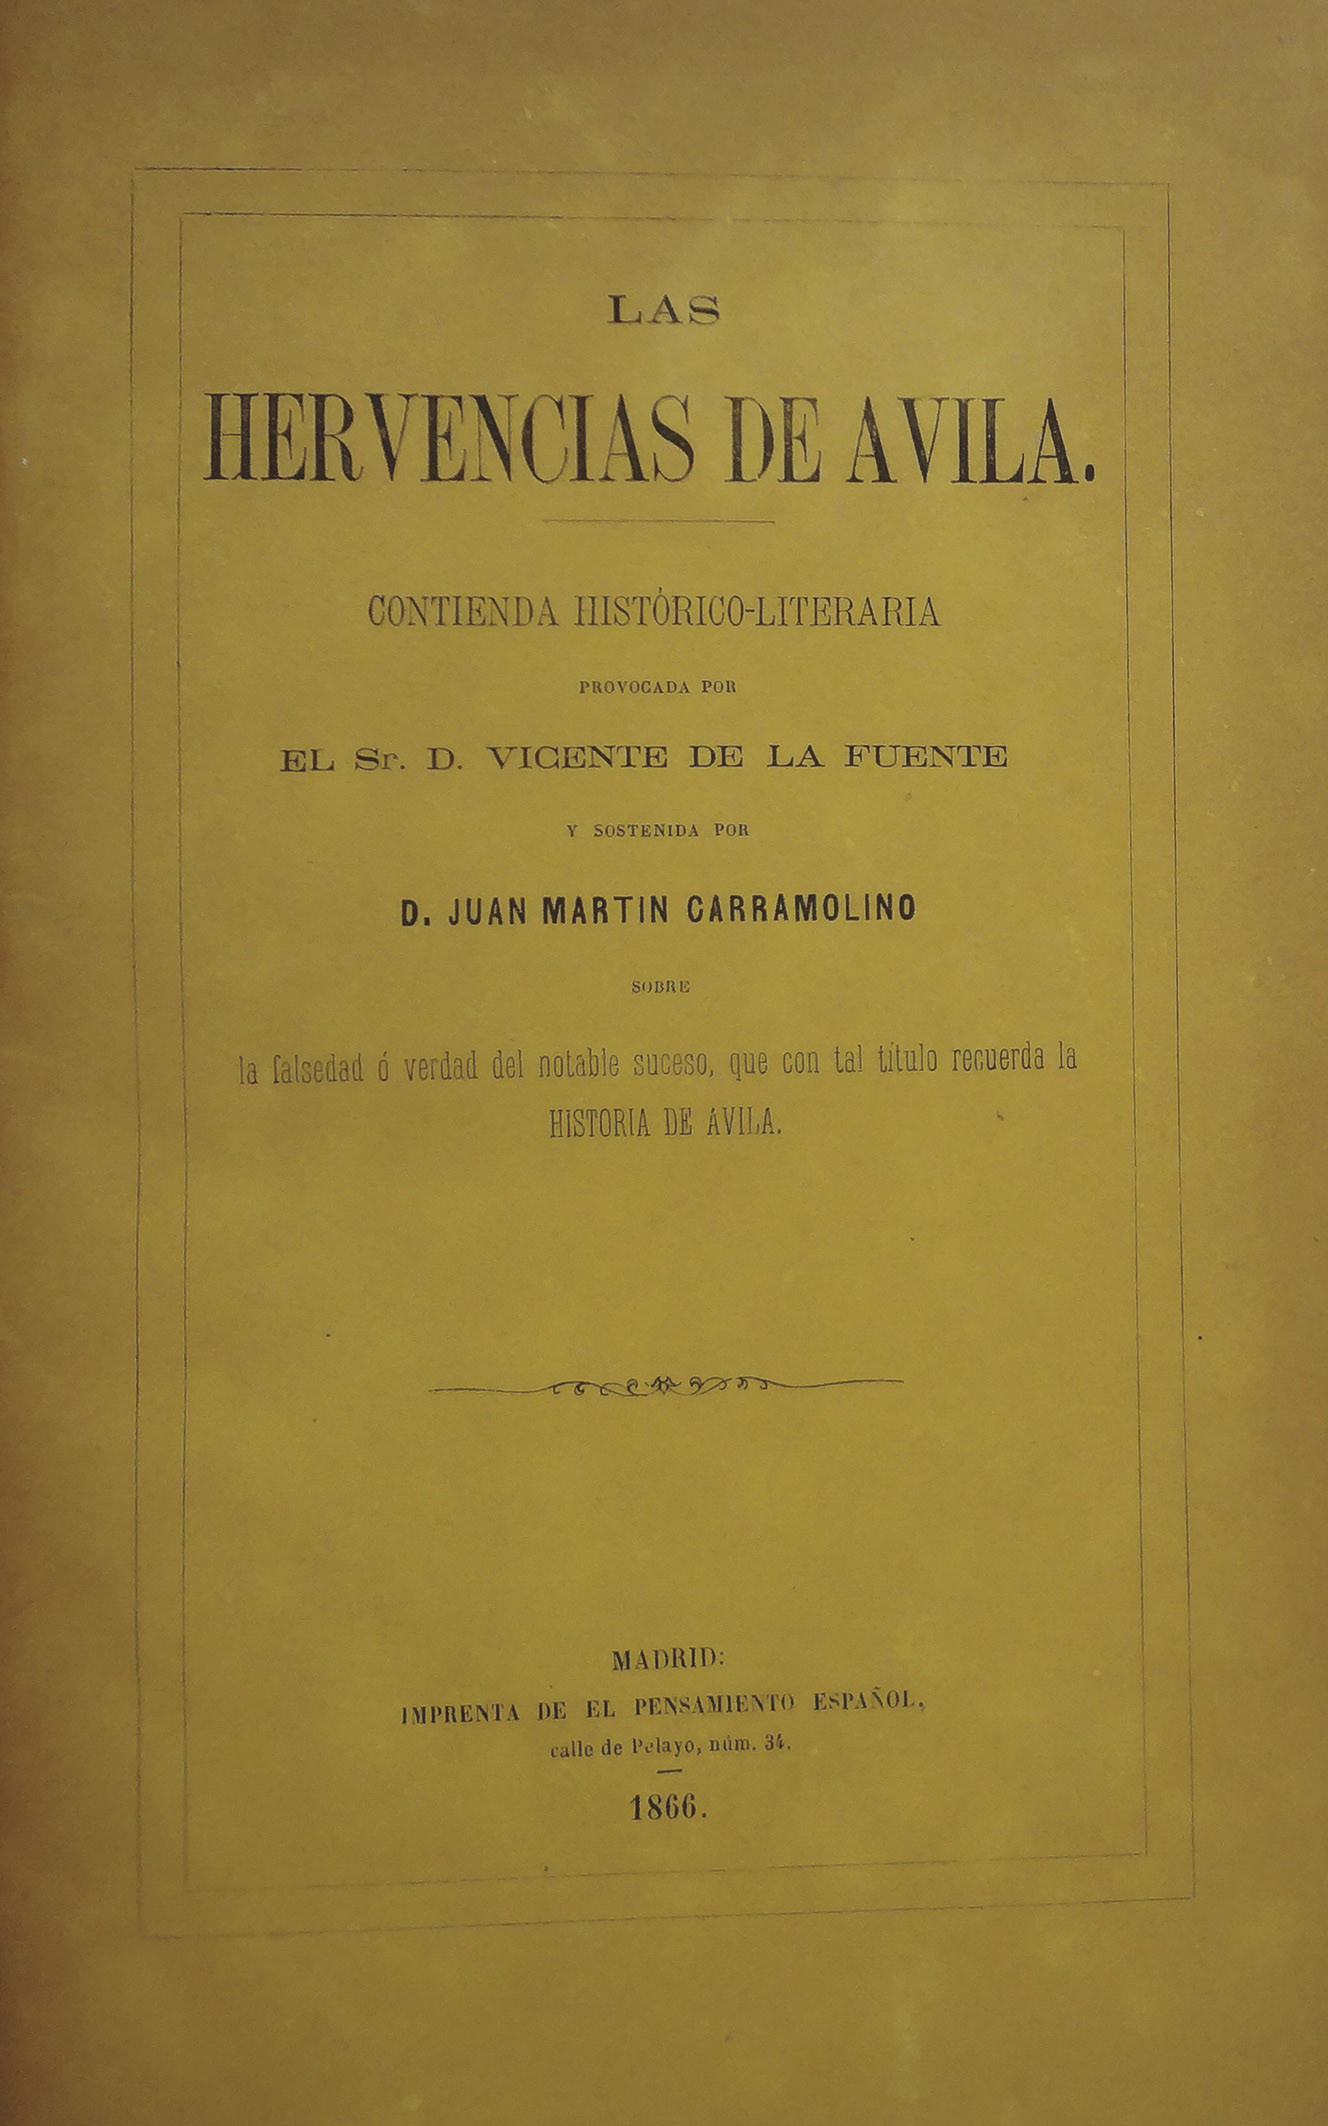 LAS
HERVENCIAS DE AVILA.
CONTIENDA HISTÓRICO-LITERARIA
PROVOCADA POR
EL Sr. D. VICENTE DE LA FUENTE
Y SOSTENIDA POR
D. JUAN MARTIN CARRAMOLINO
SOBRE
la falsedad ó verdad del notable suceso, que con tal título recuerda la
HISTORIA DE ÁVILA.
MADRID:
IMPRENTA DE EL PENSAMIENTO ESPAÑOL,
calle de Pelayo, núm. 34.
1866.